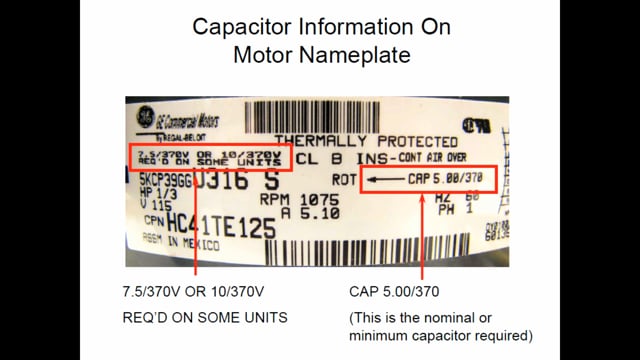 Capacitor Information On
Motor Nameplate
GE Commercial Motors
by REGAL-BELOIT
THERMALLY PROTECTED
7.5/370V OR 10/370V
REQ'D ON SOME UNITS
CL B INS-CONT AIR OVER
5KCP39GGU316 S
ROT ← CAP 5.00/370
HP 1/3
RPM 1075
HZ 60
V 115
A 5.10
PH 1
CPN HC41TE125
ASSM IN MEXICO
7.5/370V OR 10/370V
REQ'D ON SOME UNITS
CAP 5.00/370
(This is the nominal or
minimum capacitor required)